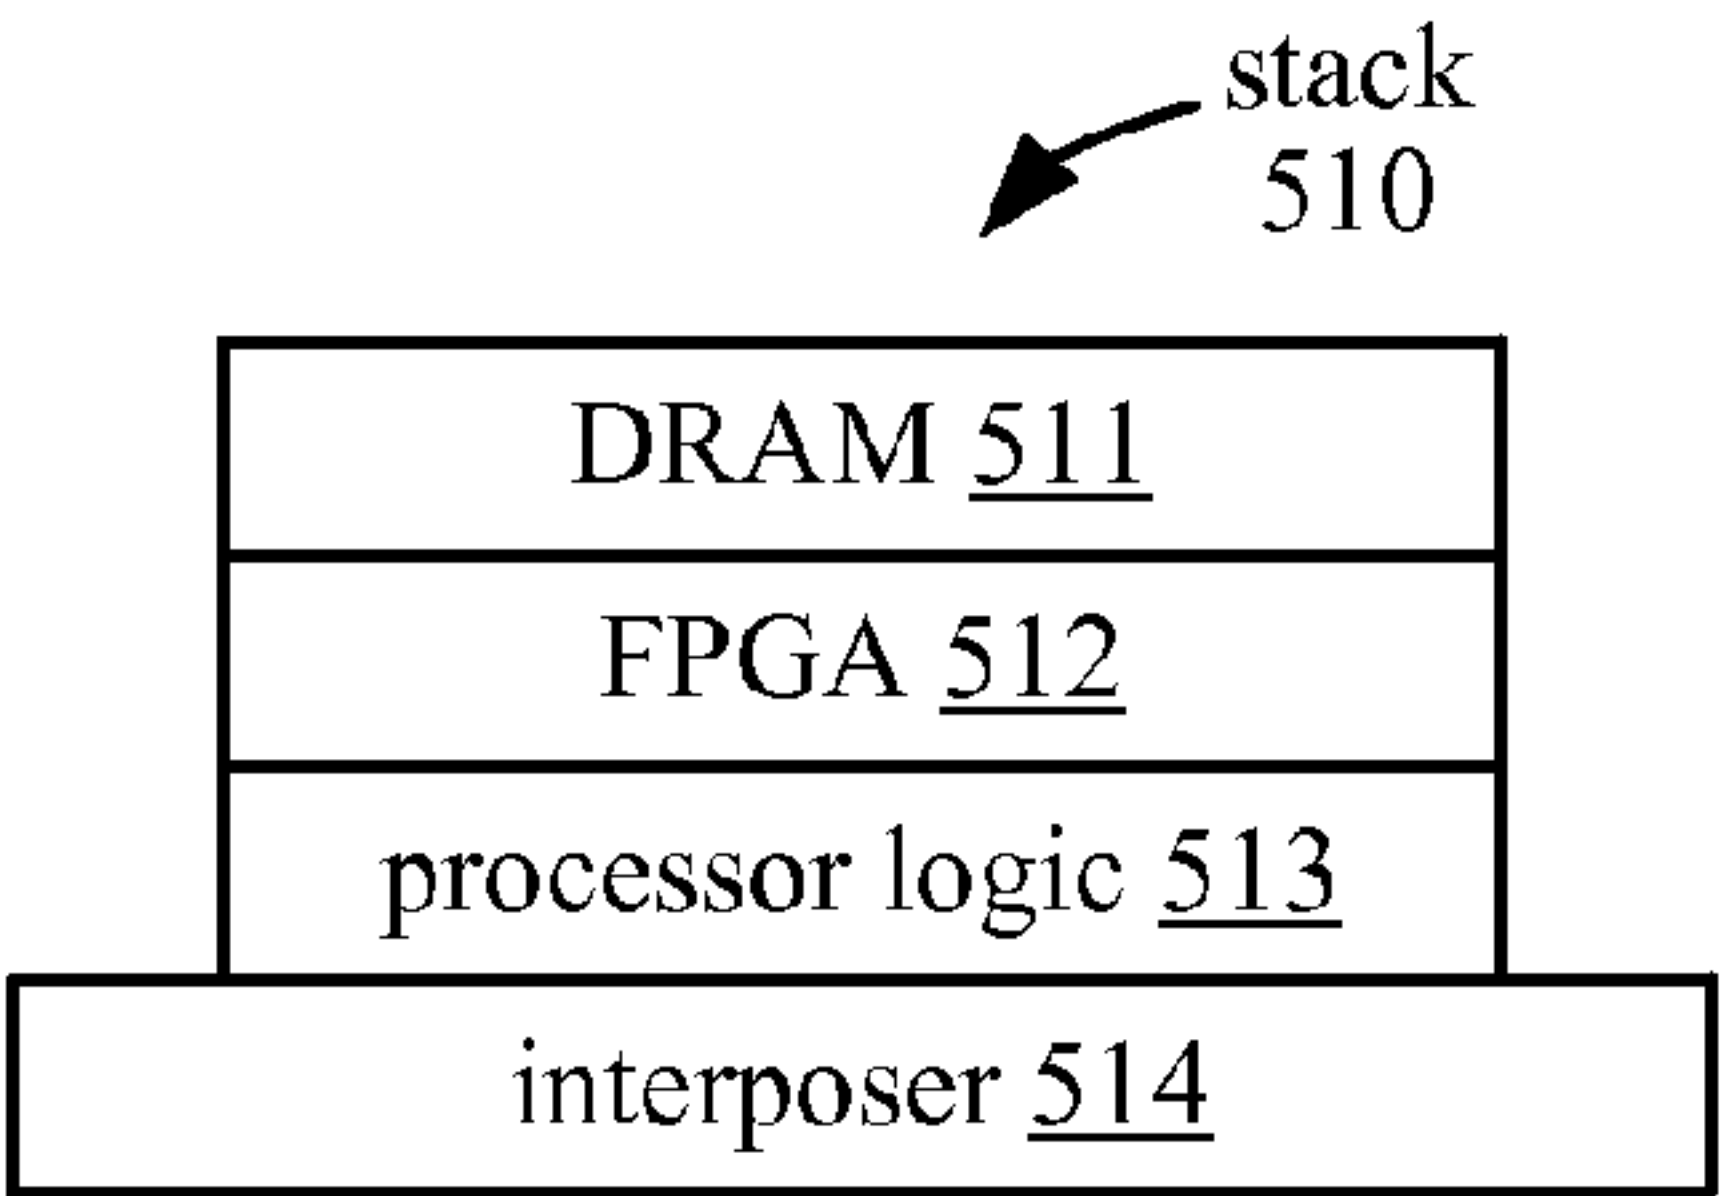 stack
510
DRAM 511
FPGA 512
processor logic 513
interposer 514